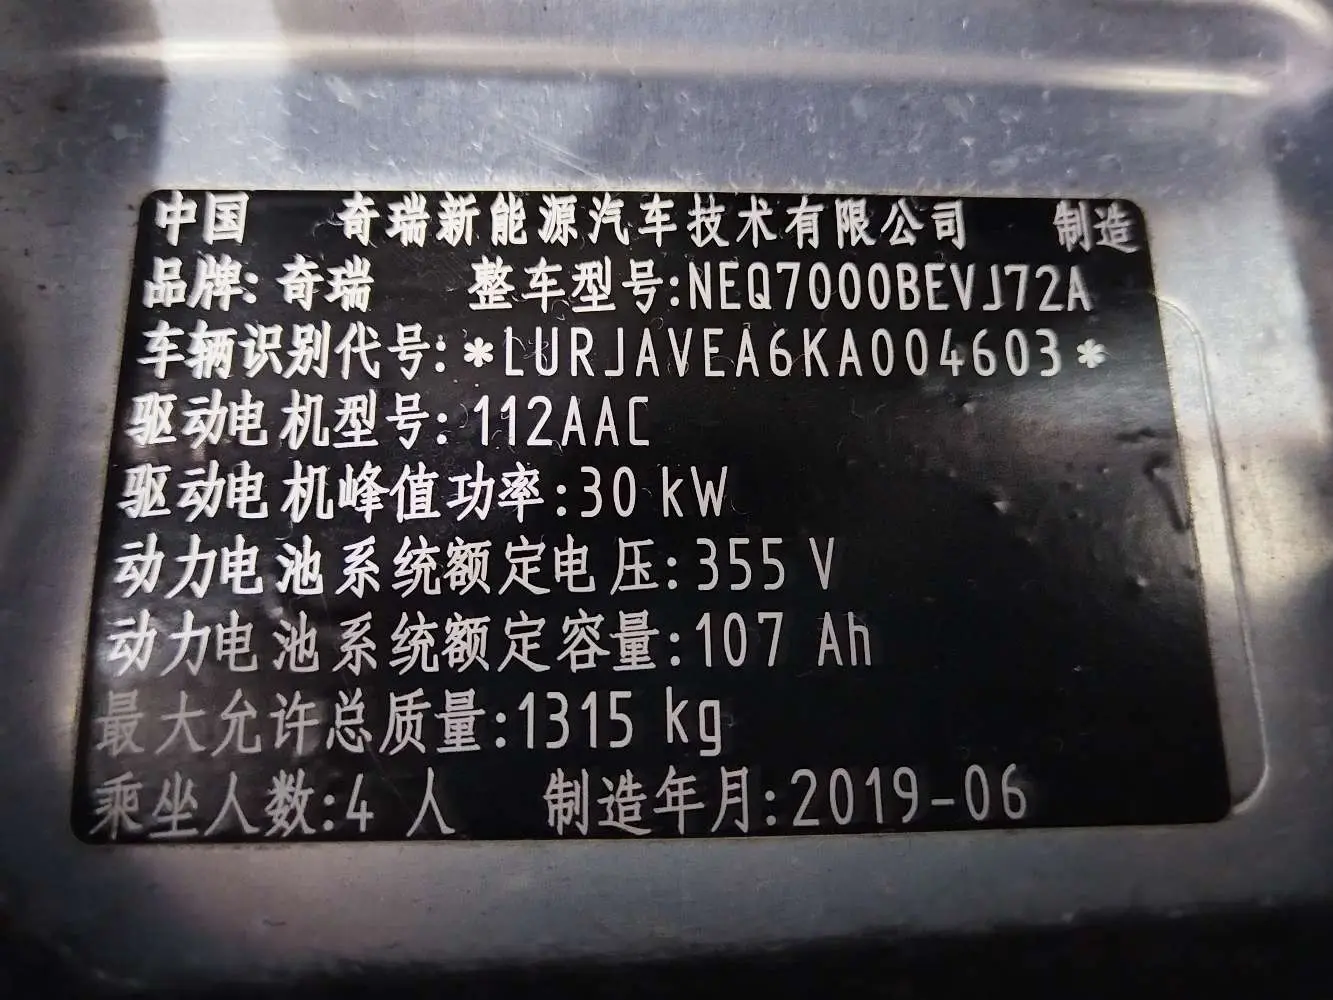 中国 奇瑞新能源汽车技术有限公司 制造
品牌:奇瑞 整车型号:NEQ7000BEVJ72A
车辆识别代号:*LURJAVEA6KA004603*
驱动电机型号:112AAC
驱动电机峰值功率:30 kW
动力电池系统额定电压:355 V
动力电池系统额定容量:107 Ah
最大允许总质量:1315 kg
乘坐人数:4 人 制造年月:2019-06